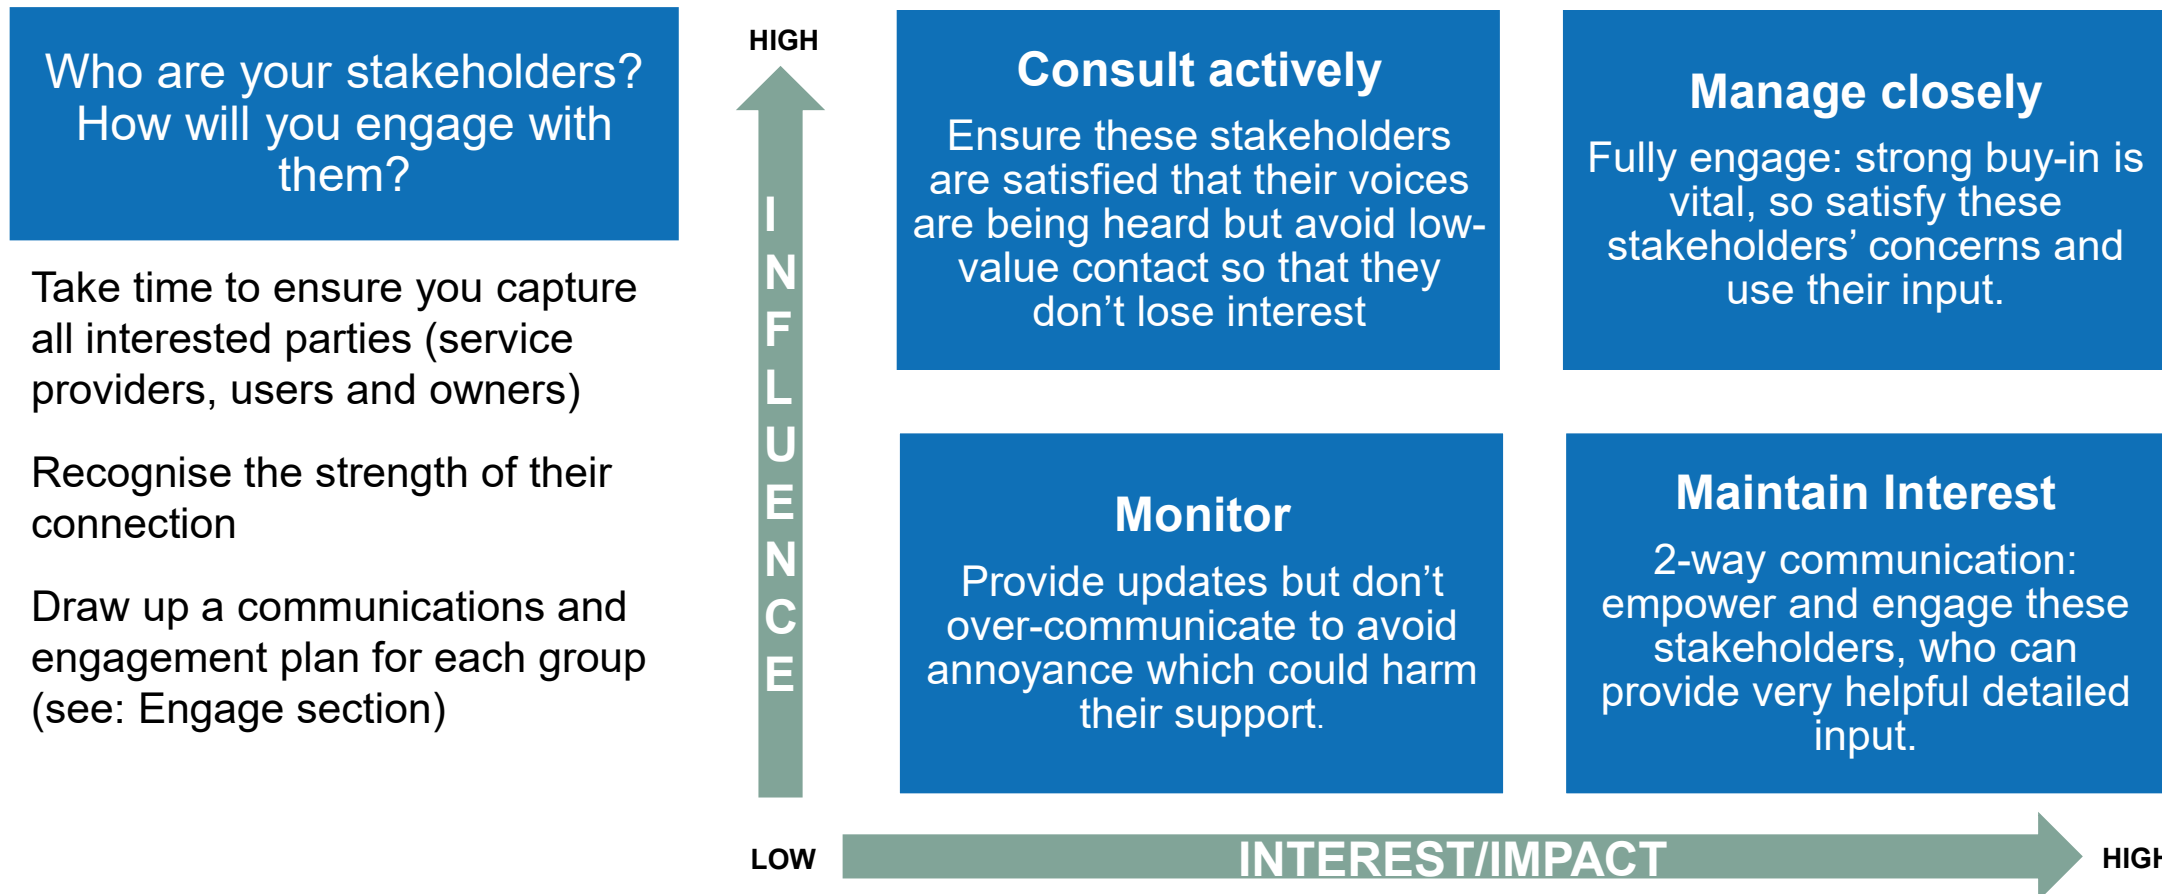 Who are your stakeholders?
How will you engage with
them?
Take time to ensure you capture
all interested parties (service
providers, users and owners)
Recognise the strength of their
connection
Draw up a communications and
engagement plan for each group
(see: Engage section)
HIGH
INFLUENCE
LOW
Consult actively
Ensure these stakeholders
are satisfied that their voices
are being heard but avoid low-
value contact so that they
don’t lose interest
Manage closely
Fully engage: strong buy-in is
vital, so satisfy these
stakeholders’ concerns and
use their input.
Monitor
Provide updates but don’t
over-communicate to avoid
annoyance which could harm
their support.
Maintain Interest
2-way communication:
empower and engage these
stakeholders, who can
provide very helpful detailed
input.
INTEREST/IMPACT
HIGH